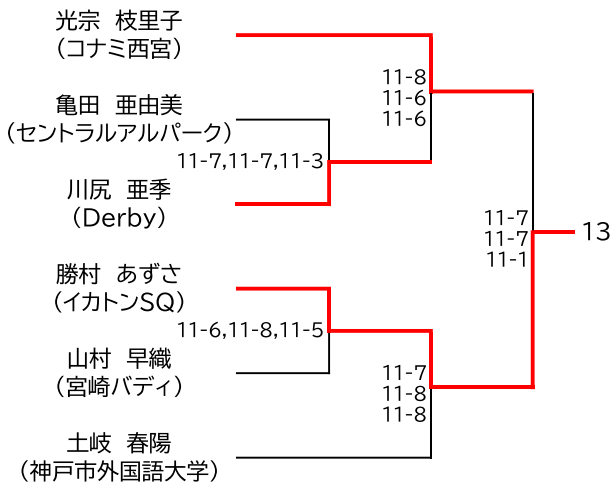 光宗 枝里子
(コナミ西宮)
11-8
11-6
11-6
亀田 亜由美
(セントラルアルパーク)
11-7,11-7,11-3
川尻 亜季
(Derby)
11-7
11-7
11-1
13
勝村 あずさ
(イカトンSQ)
11-6,11-8,11-5
山村 早織
(宮崎バディ)
11-7
11-8
11-8
土岐 春陽
(神戸市外国語大学)